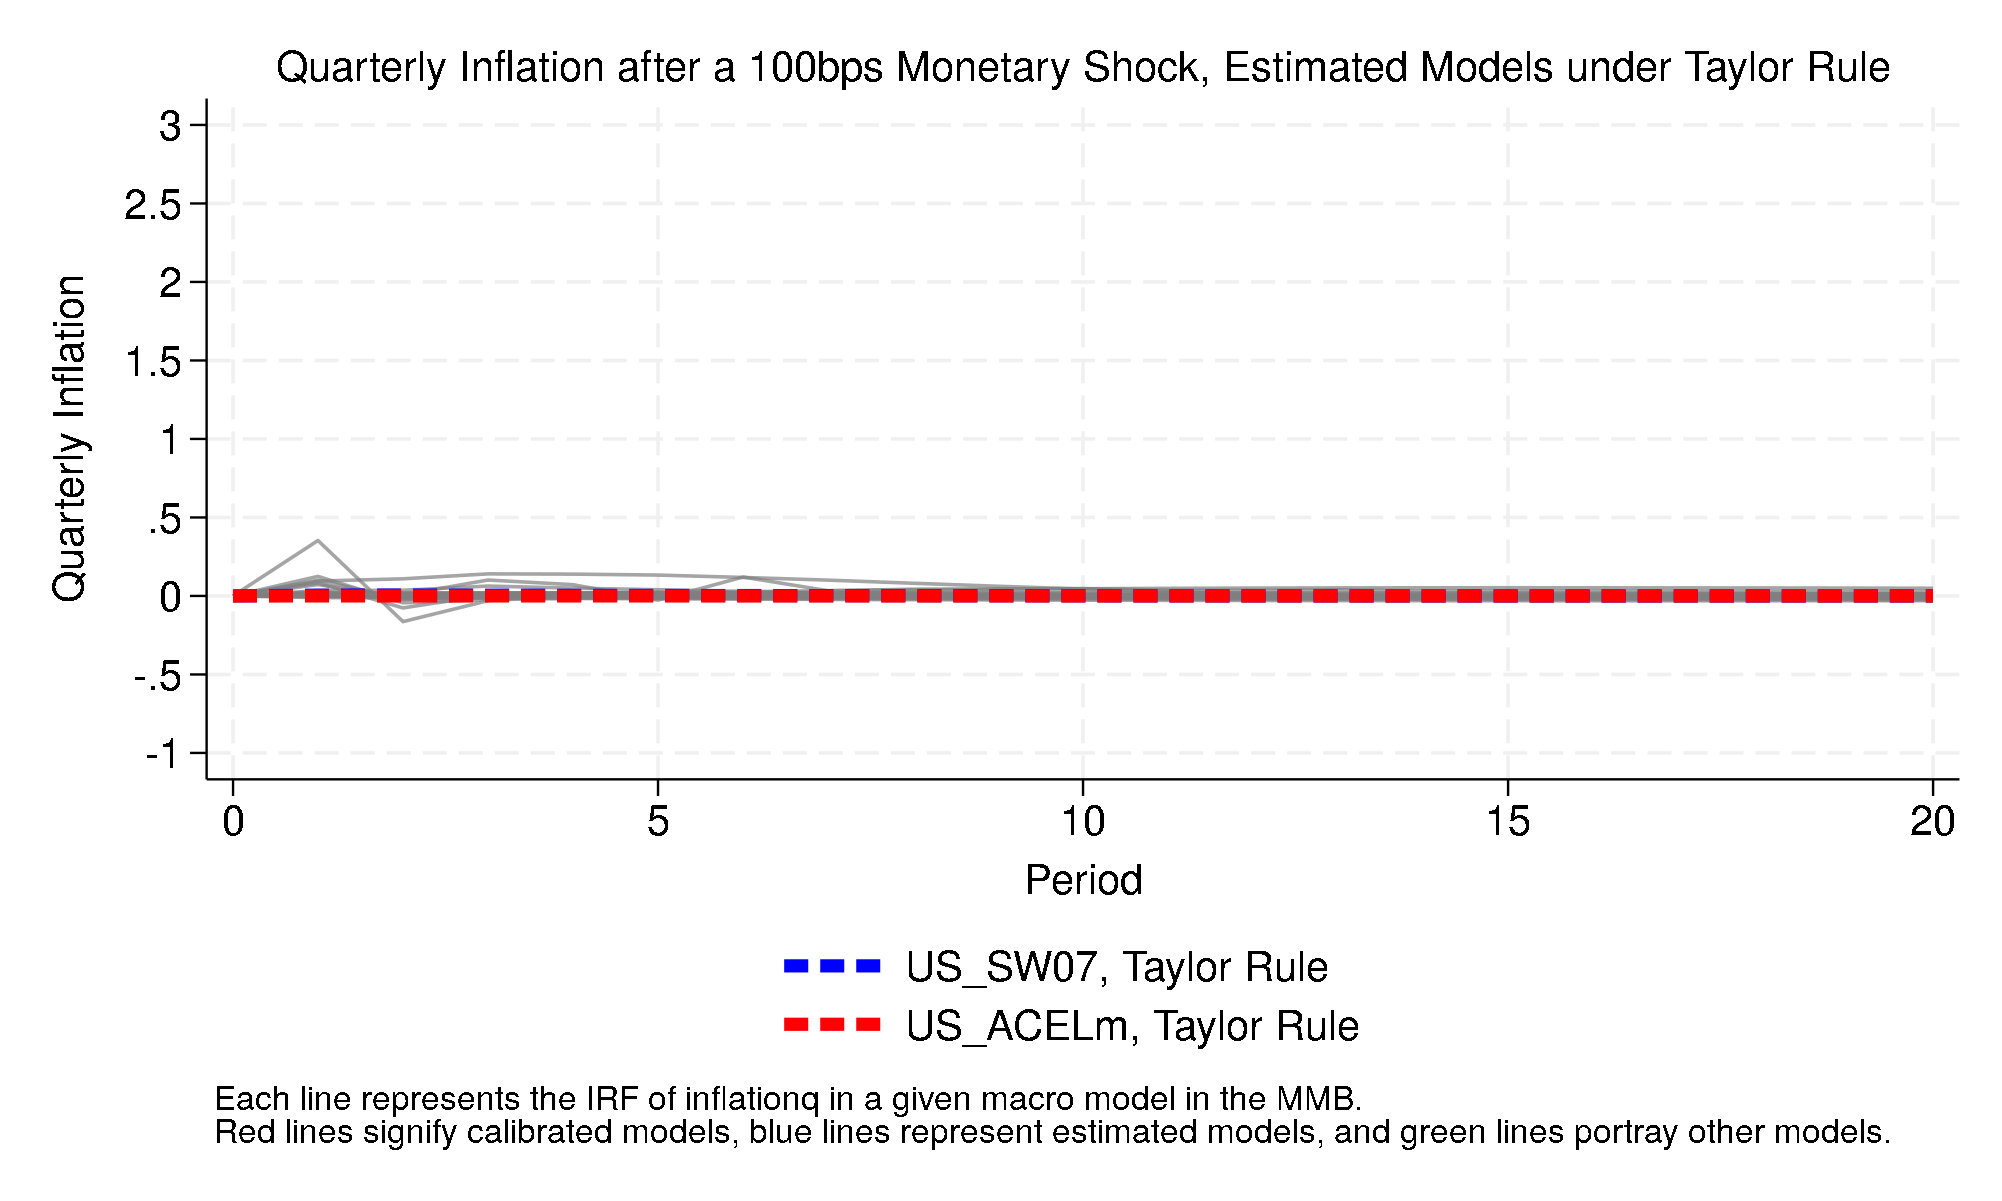 Quarterly Inflation after a 100bps Monetary Shock, Estimated Models under Taylor Rule
Quarterly Inflation
3
2.5
2
1.5
1
.5
0
-.5
-1
0 5 10 15 20
Period
US_SW07, Taylor Rule
US_ACELm, Taylor Rule
Each line represents the IRF of inflationq in a given macro model in the MMB.
Red lines signify calibrated models, blue lines represent estimated models, and green lines portray other models.